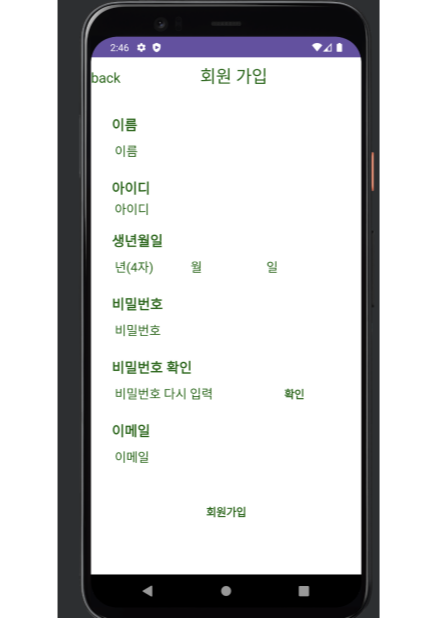 2:46
back 회원 가입
이름
이름
아이디
아이디
생년월일
년(4자) 월 일
비밀번호
비밀번호
비밀번호 확인
비밀번호 다시 입력 확인
이메일
이메일
회원가입